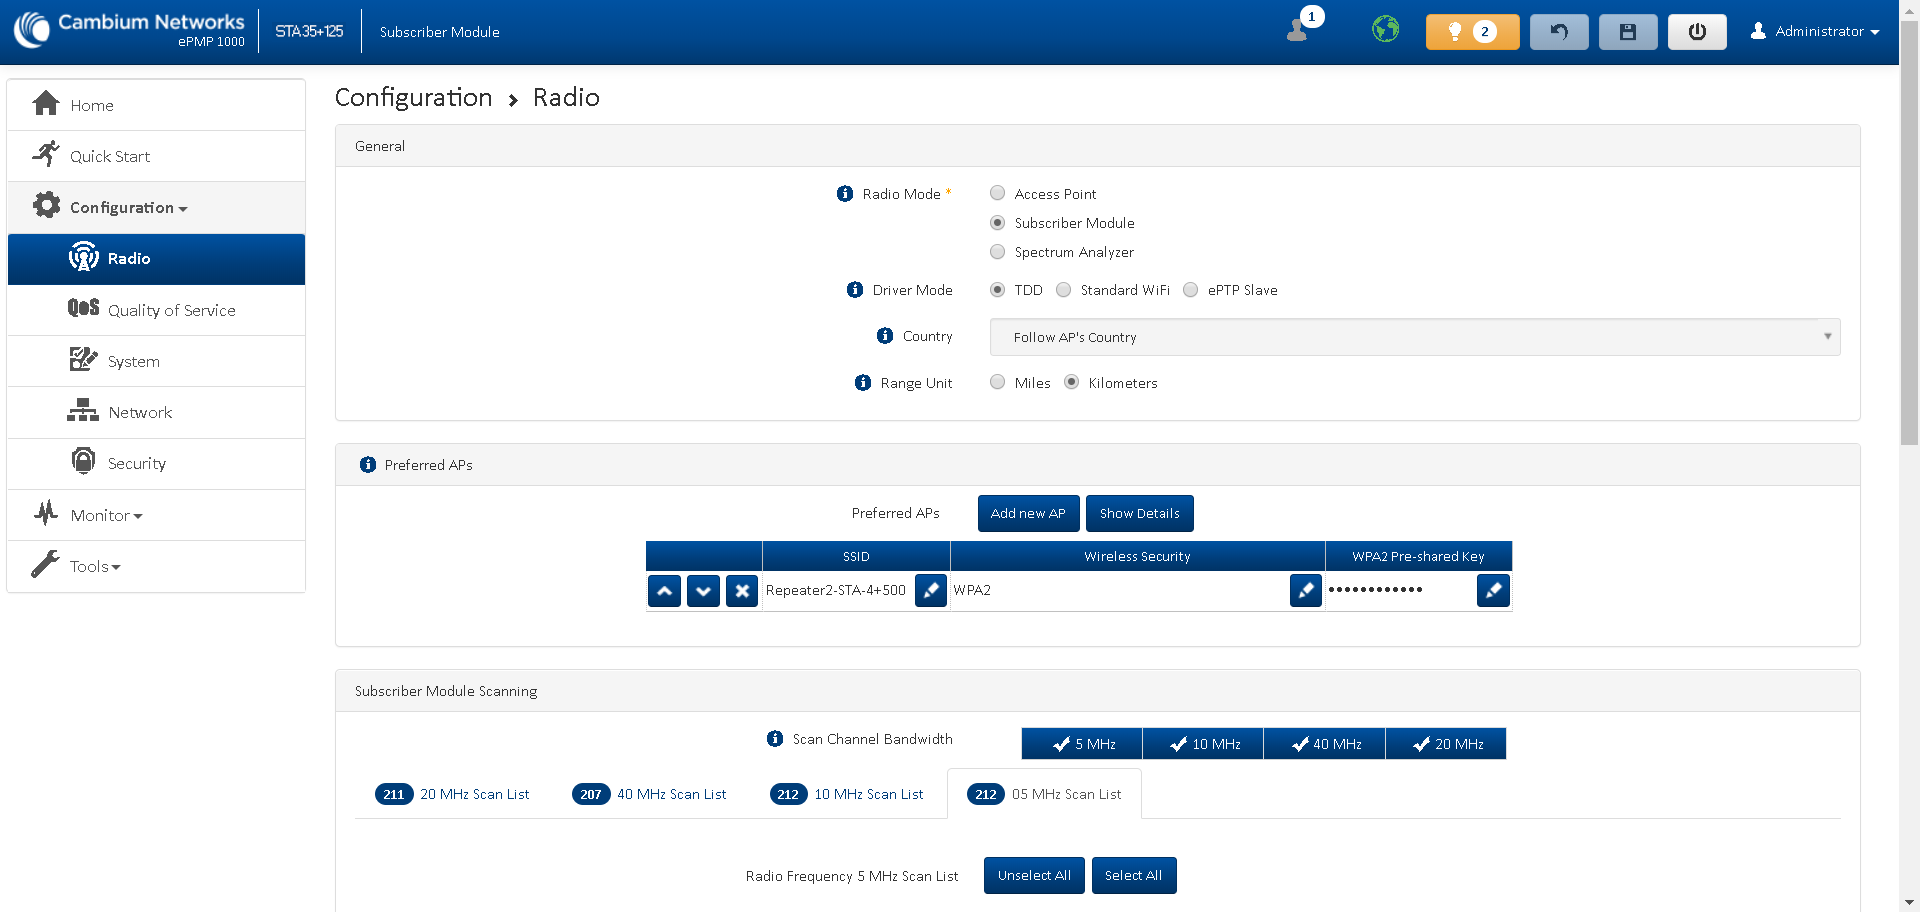 Cambium Networks
ePMP 1000
STA35+125
Subscriber Module
1
2
Administrator
Home
Quick Start
Configuration
Radio
QoS Quality of Service
System
Network
Security
Monitor
Tools
Configuration > Radio
General
Radio Mode *
Access Point
Subscriber Module
Spectrum Analyzer
Driver Mode
TDD Standard WiFi ePTP Slave
Country
Follow AP's Country
Range Unit
Miles Kilometers
Preferred APs
Preferred APs
Add new AP Show Details
SSID Wireless Security WPA2 Pre-shared Key
Repeater2-STA-4+500 WPA2 ••••••••••••
Subscriber Module Scanning
Scan Channel Bandwidth
5 MHz 10 MHz 40 MHz 20 MHz
211 20 MHz Scan List 207 40 MHz Scan List 212 10 MHz Scan List 212 05 MHz Scan List
Radio Frequency 5 MHz Scan List
Unselect All Select All